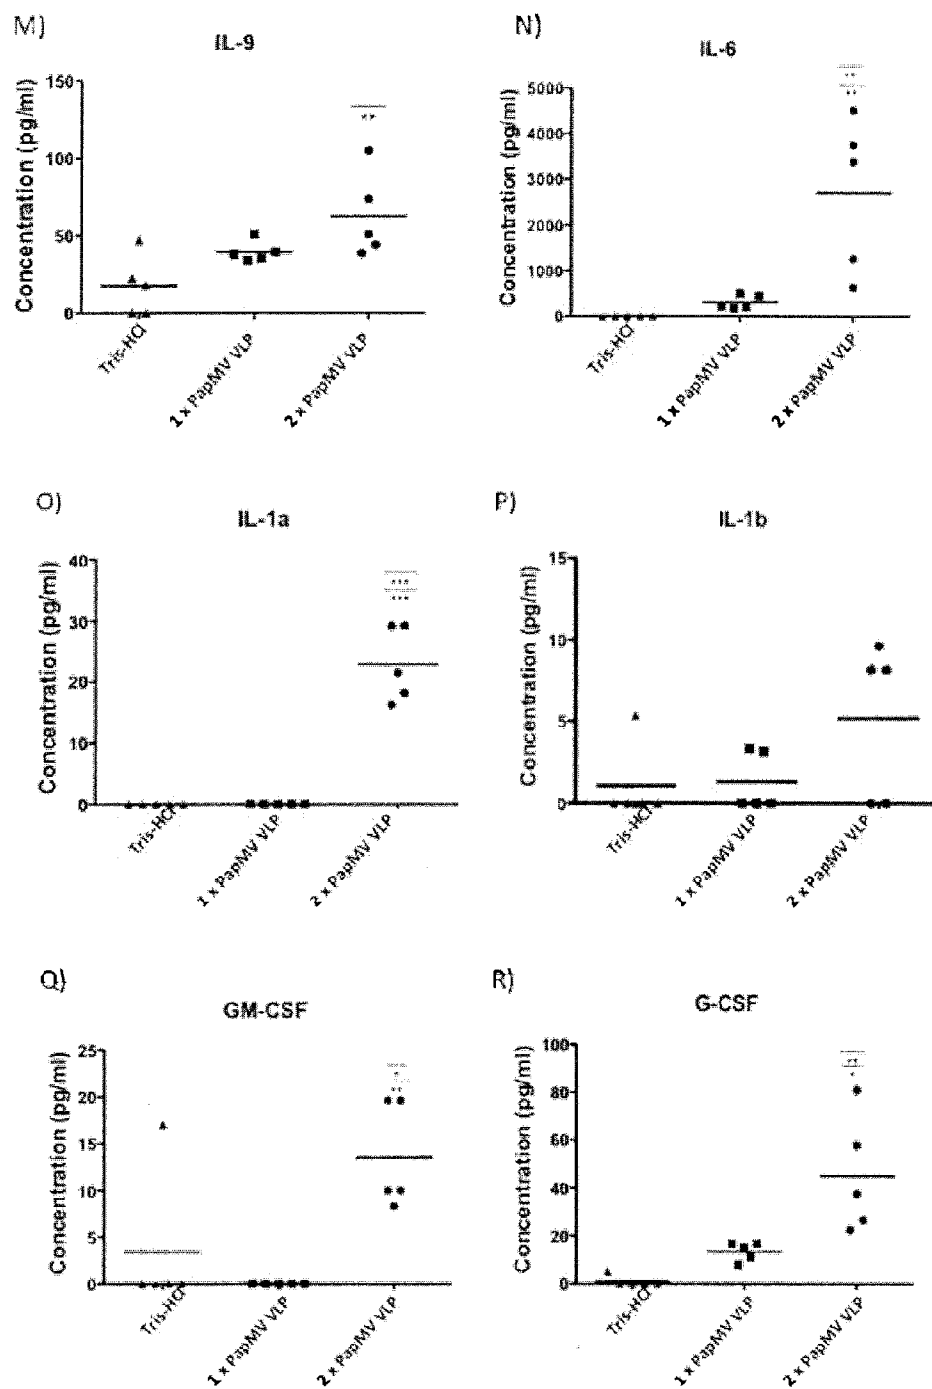 M)
IL-9
Concentration (pg/ml)
150
100
50
0
**
Tris-HCl
1 x PapMV VLP
2 x PapMV VLP
N)
IL-6
Concentration (pg/ml)
5000
4000
3000
2000
1000
0
**
**
Tris-HCl
1 x PapMV VLP
2 x PapMV VLP
O)
IL-1a
Concentration (pg/ml)
40
30
20
10
0
***
***
Tris-HCl
1 x PapMV VLP
2 x PapMV VLP
P)
IL-1b
Concentration (pg/ml)
15
10
5
0
Tris-HCl
1 x PapMV VLP
2 x PapMV VLP
Q)
GM-CSF
Concentration (pg/ml)
25
20
15
10
5
0
*
**
Tris-HCl
1 x PapMV VLP
2 x PapMV VLP
R)
G-CSF
Concentration (pg/ml)
100
80
60
40
20
0
**
*
Tris-HCl
1 x PapMV VLP
2 x PapMV VLP